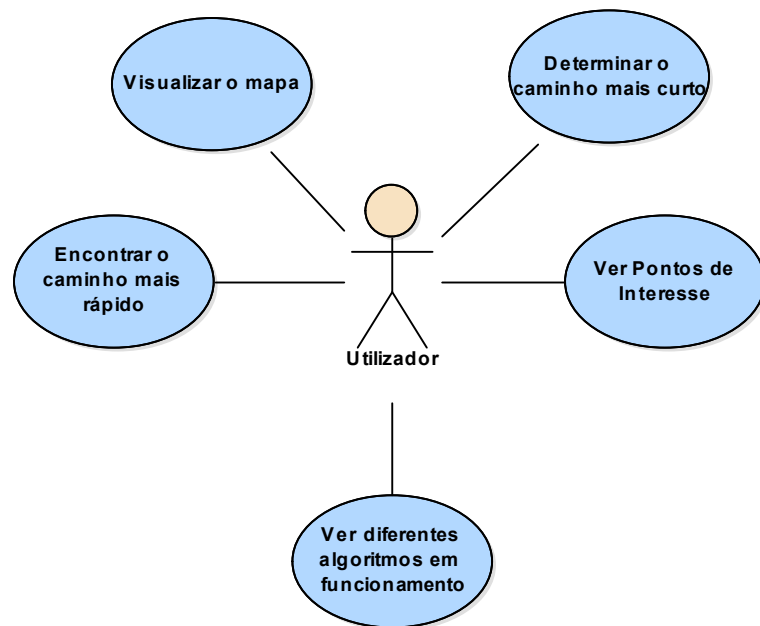 Visualizar o mapa
Determinar o
caminho mais curto
Encontrar o
caminho mais
rápido
Ver Pontos de
Interesse
Utilizador
Ver diferentes
algoritmos em
funcionamento